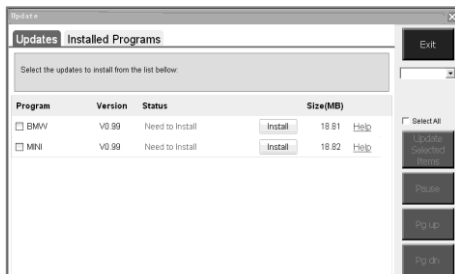 Update
Updates Installed Programs
Select the updates to install from the list bellow:
Program Version Status Size(MB)
BMW V0.99 Need to Install Install 18.81 Help
MINI V0.99 Need to Install Install 18.82 Help
Exit
Select All
Update
Selected
Items
Pause
Pg up
Pg dn